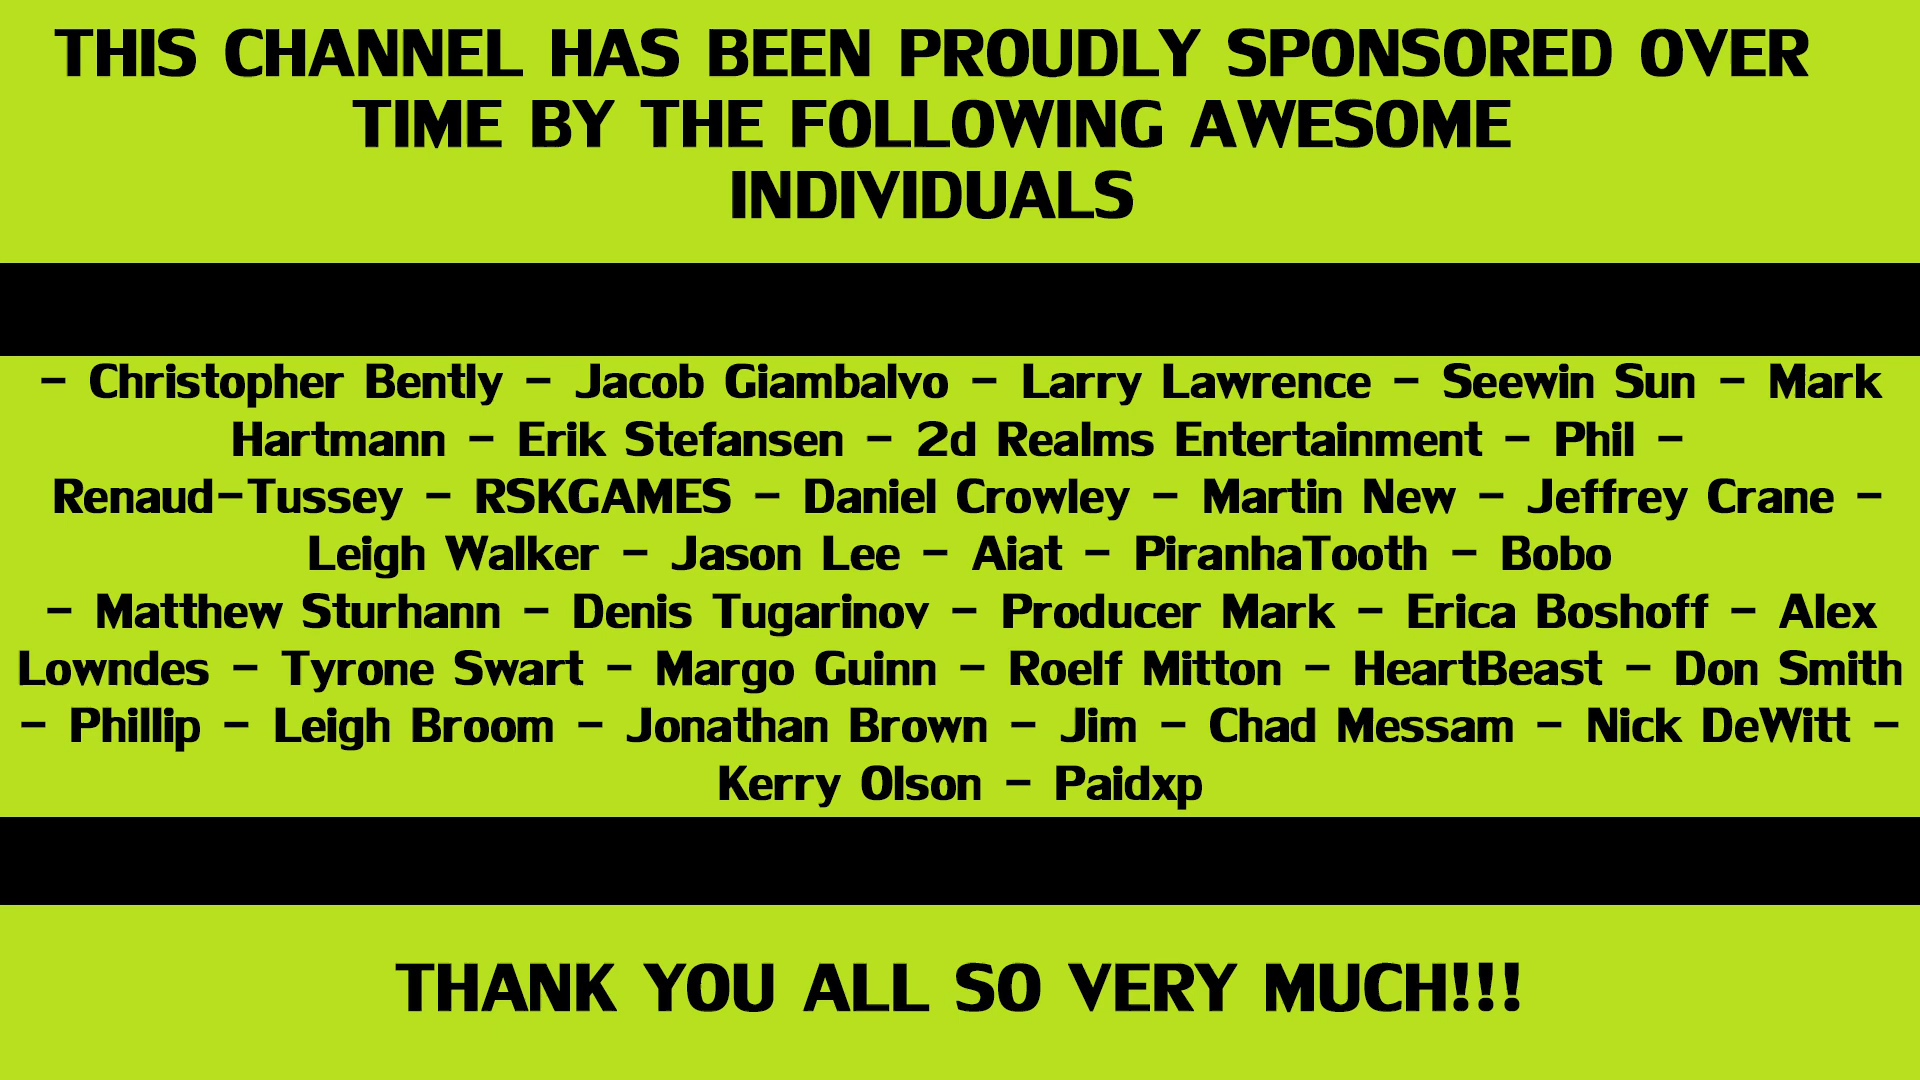 THIS CHANNEL HAS BEEN PROUDLY SPONSORED OVER
TIME BY THE FOLLOWING AWESOME
INDIVIDUALS
- Christopher Bently - Jacob Giambalvo - Larry Lawrence - Seewin Sun - Mark
Hartmann - Erik Stefansen - 2d Realms Entertainment - Phil -
Renaud-Tussey - RSKGAMES - Daniel Crowley - Martin New - Jeffrey Crane -
Leigh Walker - Jason Lee - Aiat - PiranhaTooth - Bobo
- Matthew Sturhann - Denis Tugarinov - Producer Mark - Erica Boshoff - Alex
Lowndes - Tyrone Swart - Margo Guinn - Roelf Mitton - HeartBeast - Don Smith
- Phillip - Leigh Broom - Jonathan Brown - Jim - Chad Messam - Nick DeWitt -
Kerry Olson - Paidxp
THANK YOU ALL SO VERY MUCH!!!